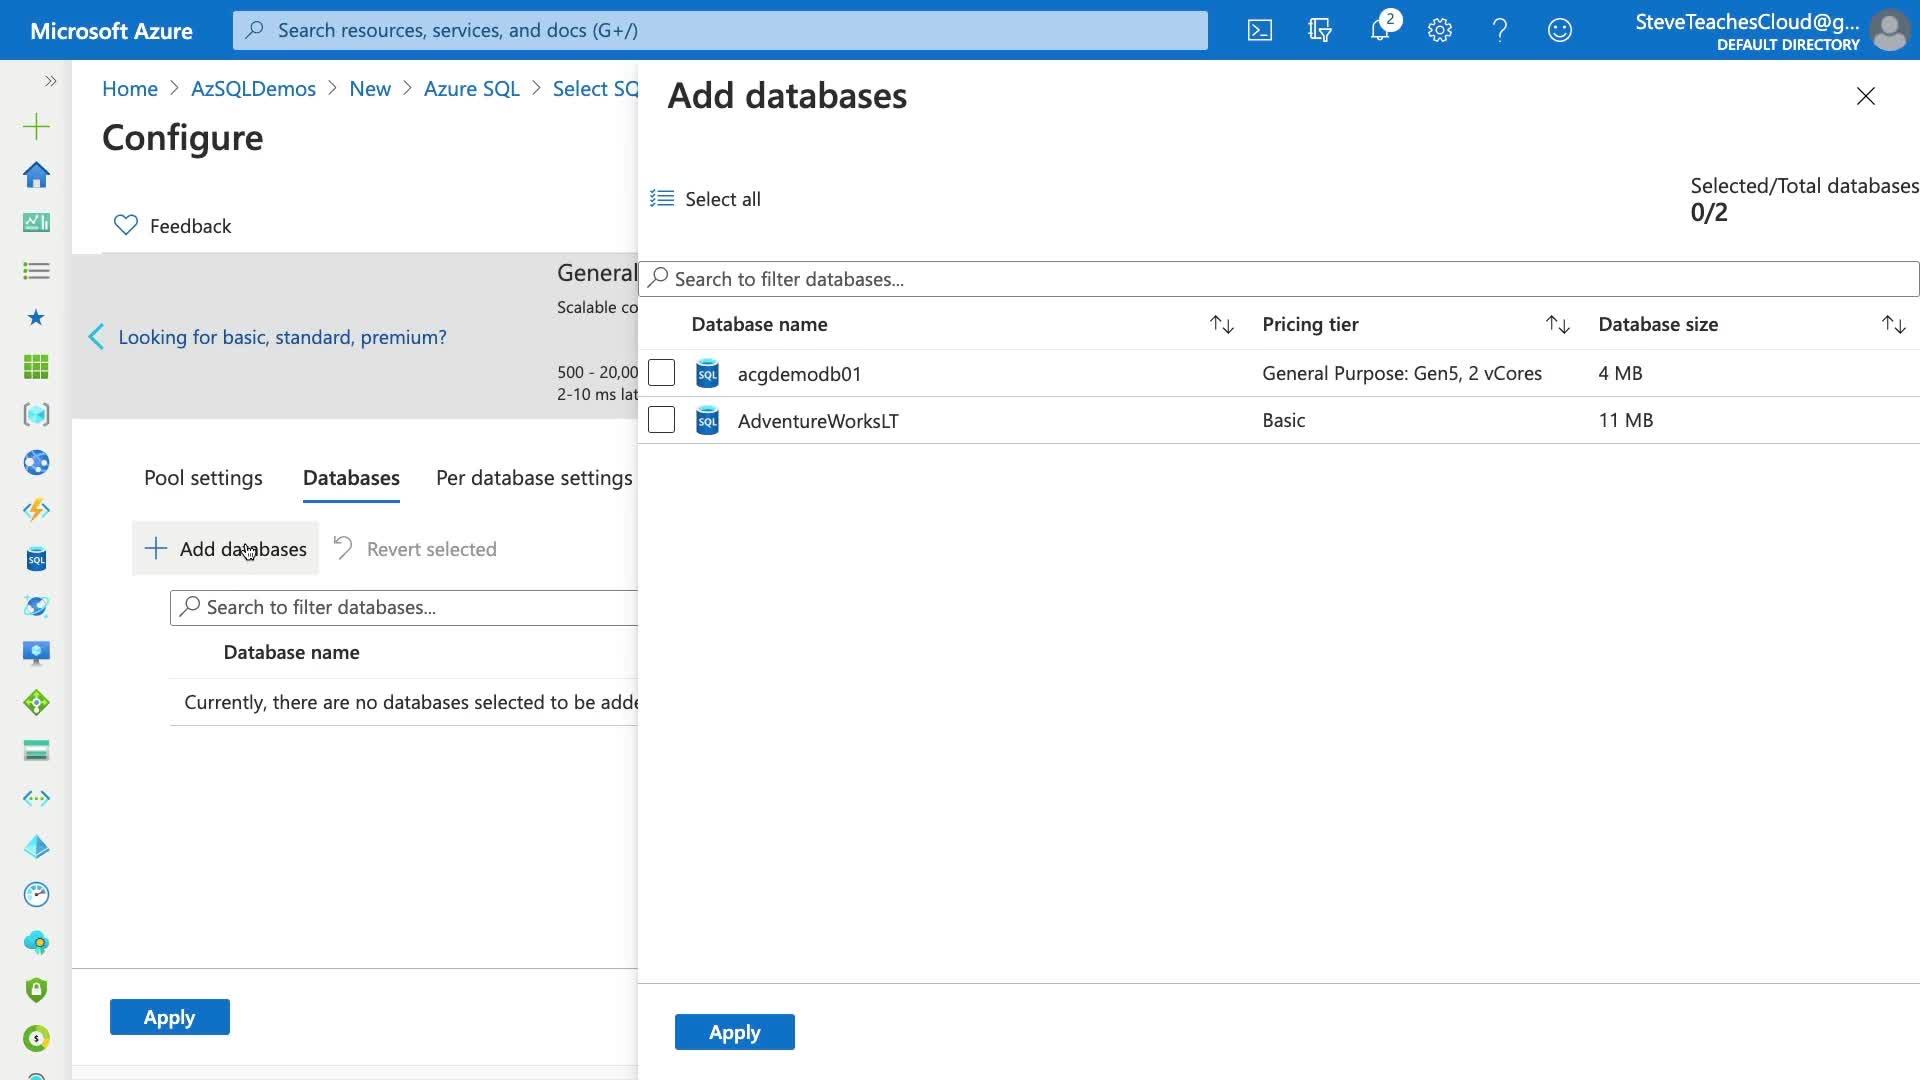 Microsoft Azure
Search resources, services, and docs (G+/)
2
SteveTeachesCloud@g...
DEFAULT DIRECTORY
Home > AzSQLDemos > New > Azure SQL > Select SQ
Configure
Feedback
General
Scalable co
Looking for basic, standard, premium?
500 - 20,00
2-10 ms lat
Pool settings Databases Per database settings
Add databases Revert selected
Search to filter databases...
Database name
Currently, there are no databases selected to be adde
Apply
Add databases
Select all
Selected/Total databases
0/2
Search to filter databases...
Database name Pricing tier Database size
SQL acgdemodb01 General Purpose: Gen5, 2 vCores 4 MB
SQL AdventureWorksLT Basic 11 MB
Apply
SQL